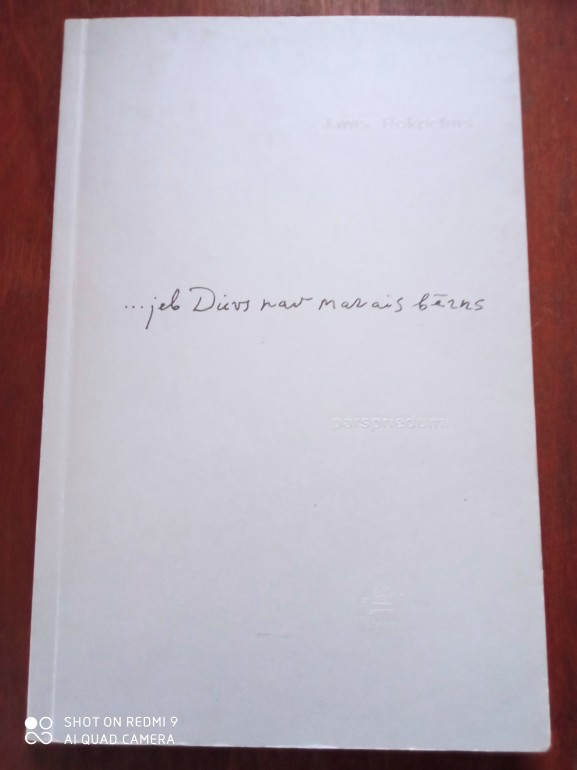 Jānis Rokpelnis
...jeb Dievs nav mazais bērns
pārspriedumi
SHOT ON REDMI 9
AI QUAD CAMERA